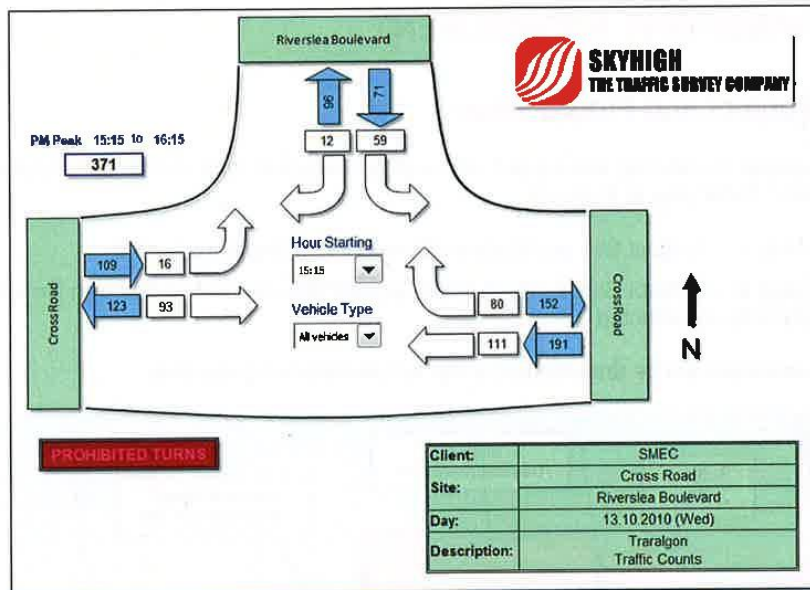 Riverslea Boulevard
SKYHIGH
THE TRAFFIC SURVEY COMPANY
96
71
PM Peak 15:15 to 16:15
371
12
59
CrossRoad
109
16
123
93
Hour Starting
15:15
Vehicle Type
All vehicles
80
152
111
191
CrossRoad
N
PROHIBITED TURNS
Client: SMEC
Site: Cross Road
Riverslea Boulevard
Day: 13.10.2010 (Wed)
Description: Traralgon
Traffic Counts